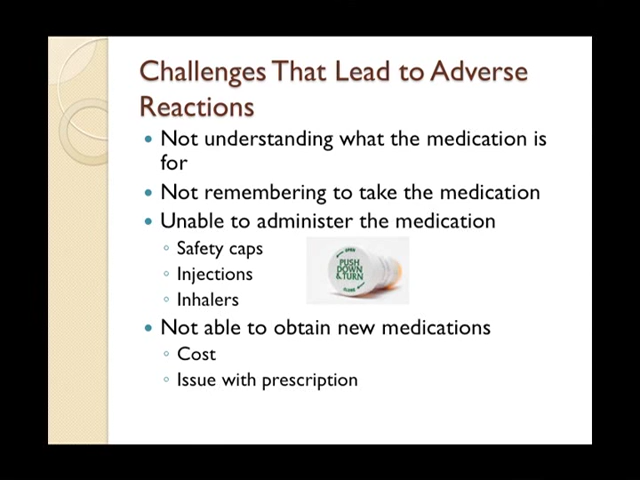 Challenges That Lead to Adverse
Reactions
Not understanding what the medication is
for
Not remembering to take the medication
Unable to administer the medication
Safety caps
Injections
Inhalers
OPEN
PUSH
DOWN
& TURN
CLOSE
Not able to obtain new medications
Cost
Issue with prescription